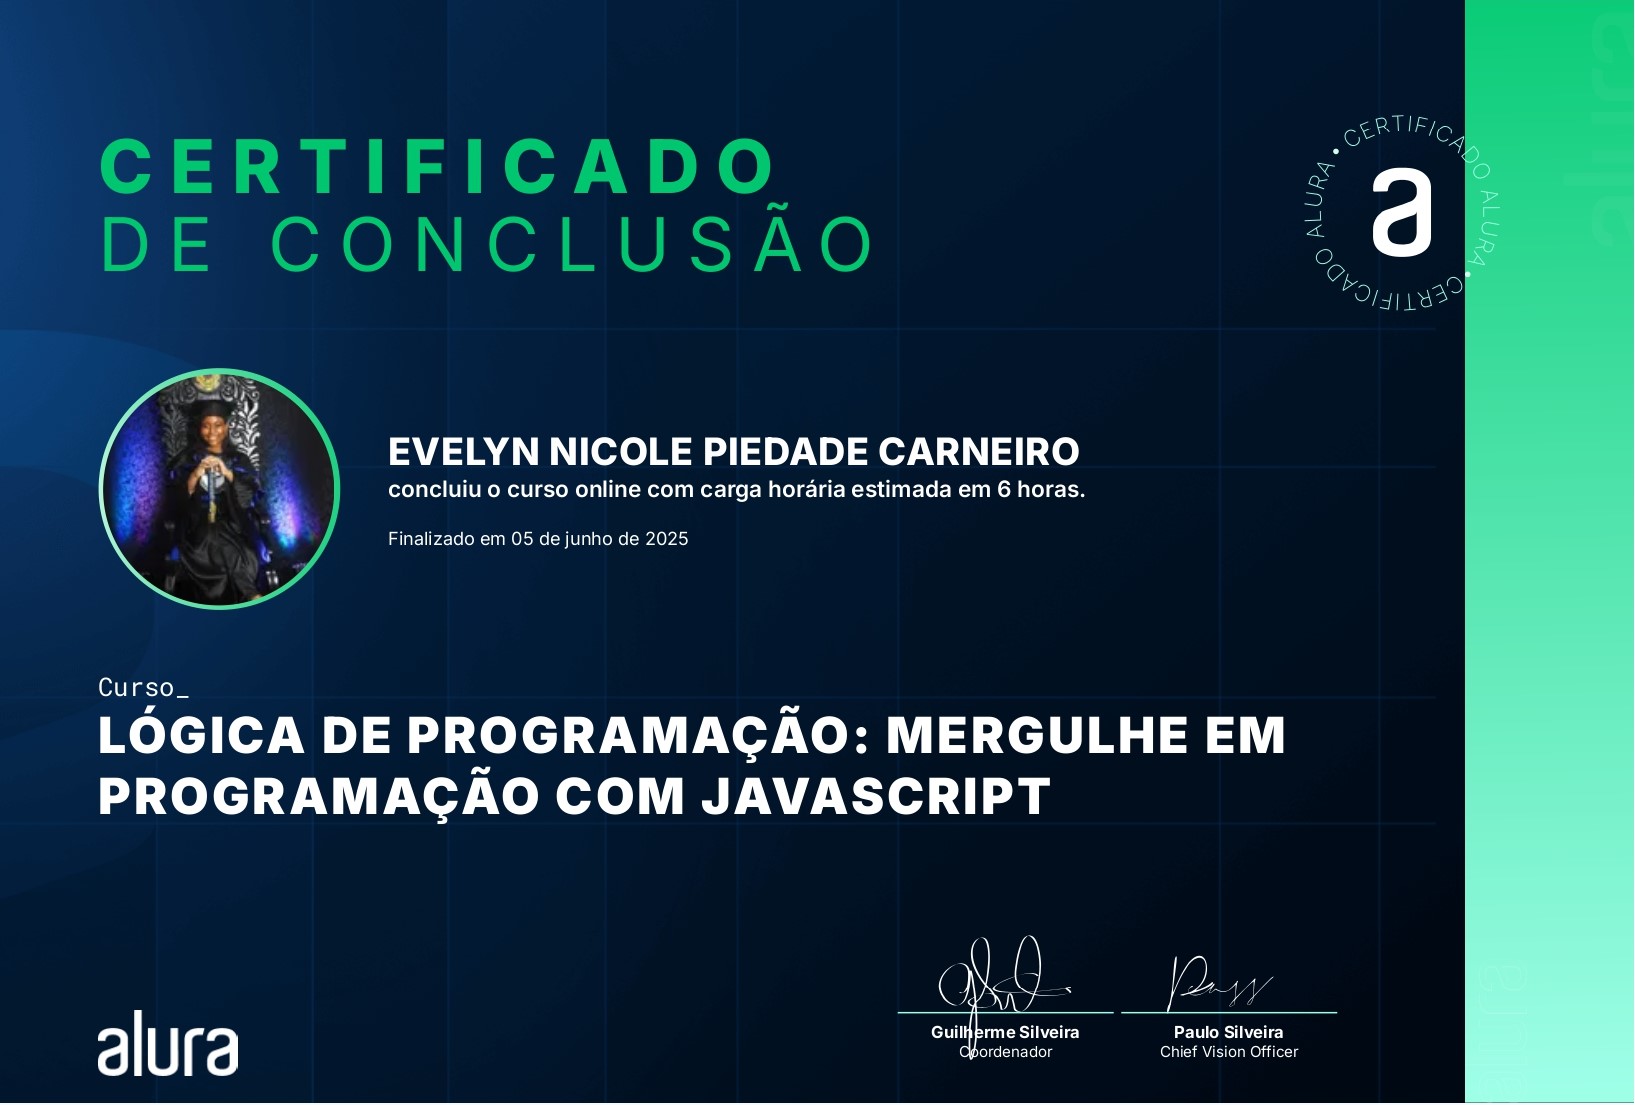 CERTIFICADO
DE CONCLUSÃO
CERTIFICADO ALURA • CERTIFICADO ALURA •
a
EVELYN NICOLE PIEDADE CARNEIRO
concluiu o curso online com carga horária estimada em 6 horas.
Finalizado em 05 de junho de 2025
Curso_
LÓGICA DE PROGRAMAÇÃO: MERGULHE EM
PROGRAMAÇÃO COM JAVASCRIPT
Guilherme Silveira
Coordenador
Paulo Silveira
Chief Vision Officer
alura
alura